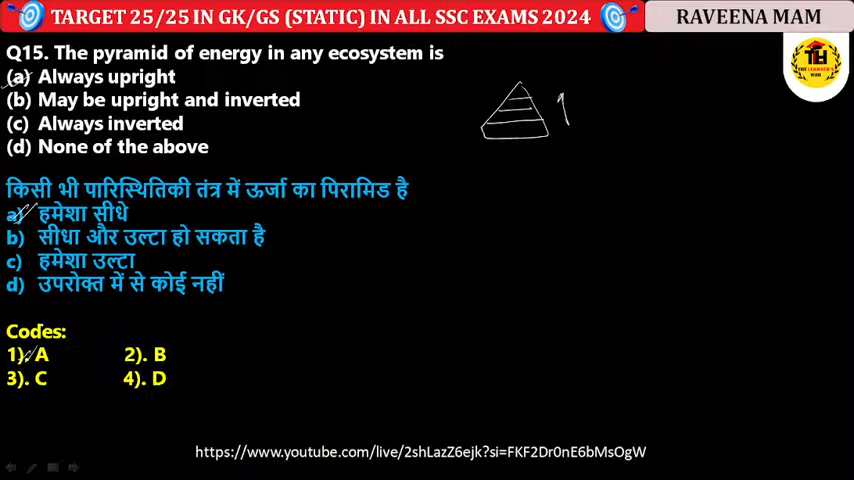 TARGET 25/25 IN GK/GS (STATIC) IN ALL SSC EXAMS 2024
RAVEENA MAM
Q15. The pyramid of energy in any ecosystem is
(a) Always upright
(b) May be upright and inverted
(c) Always inverted
(d) None of the above
किसी भी पारिस्थितिकी तंत्र में ऊर्जा का पिरामिड है
a) हमेशा सीधे
b) सीधा और उल्टा हो सकता है
c) हमेशा उल्टा
d) उपरोक्त में से कोई नहीं
Codes:
1). A 2). B
3). C 4). D
https://www.youtube.com/live/2shLazZ6ejk?si=FKF2Dr0nE6bMsOgW